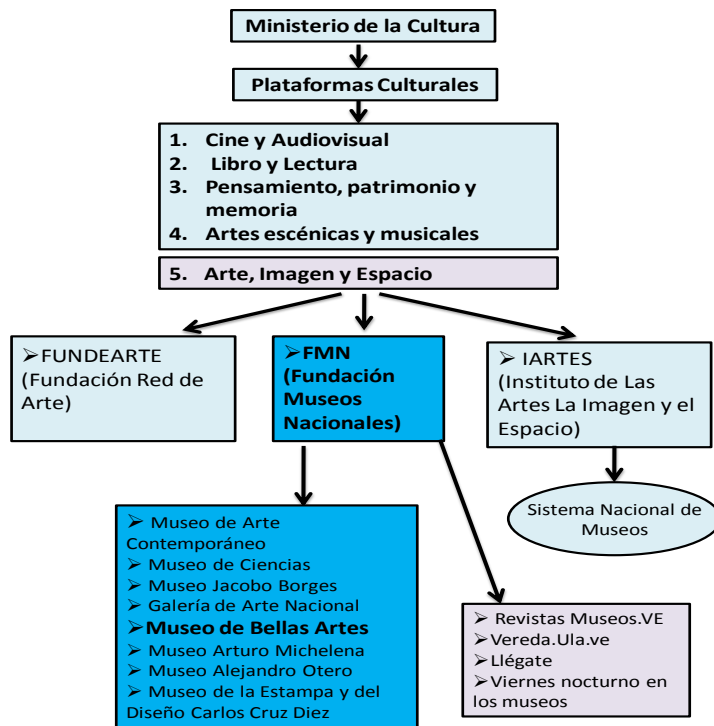 Ministerio de la Cultura
Plataformas Culturales
1. Cine y Audiovisual
2. Libro y Lectura
3. Pensamiento, patrimonio y
memoria
4. Artes escénicas y musicales
5. Arte, Imagen y Espacio
➢FUNDEARTE
(Fundación Red de
Arte)
➢FMN
(Fundación
Museos
Nacionales)
➢ IARTES
(Instituto de Las
Artes La Imagen y el
Espacio)
Sistema Nacional de
Museos
➢ Museo de Arte
Contemporáneo
➢ Museo de Ciencias
➢ Museo Jacobo Borges
➢ Galería de Arte Nacional
➢Museo de Bellas Artes
➢ Museo Arturo Michelena
➢ Museo Alejandro Otero
➢ Museo de la Estampa y del
Diseño Carlos Cruz Diez
➢ Revistas Museos.VE
➢Vereda.Ula.ve
➢Llégate
➢Viernes nocturno en
los museos